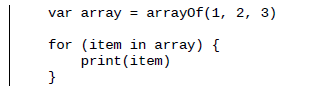 var array = arrayOf(1, 2, 3)
for (item in array) {
    print(item)
}